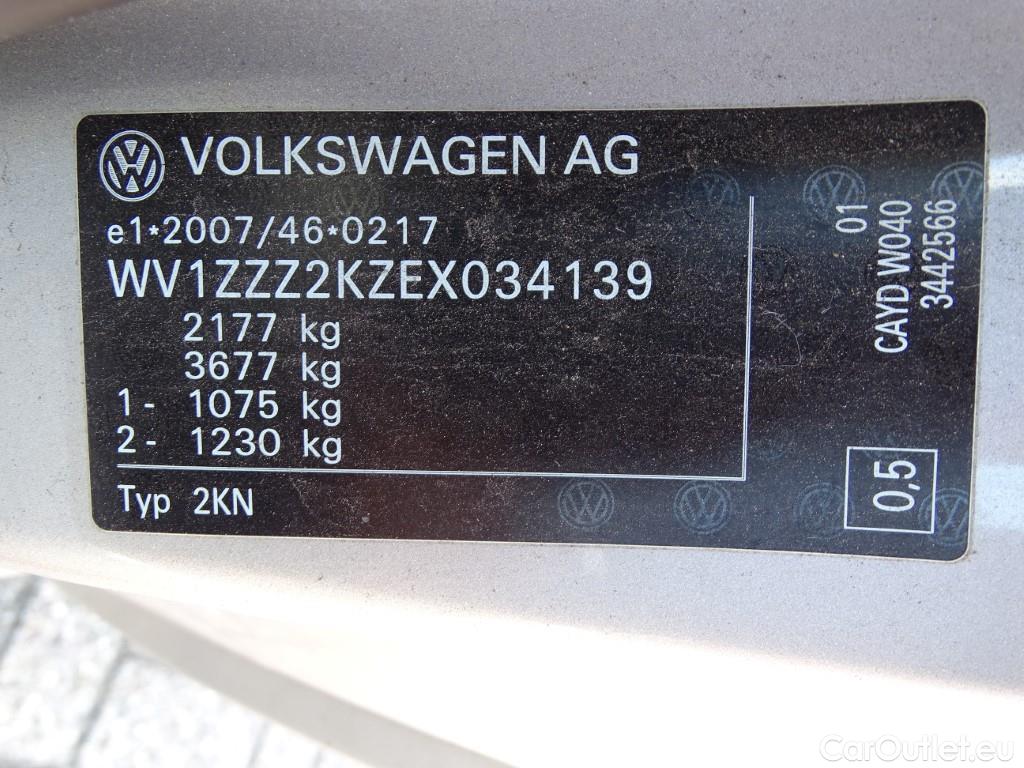 VOLKSWAGEN AG
e1*2007/46*0217
WV1ZZZ2KZEX034139
2177 kg
3677 kg
1- 1075 kg
2- 1230 kg
Typ 2KN
01
CAYD W040
3442566
0,5
CarOutlet.eu